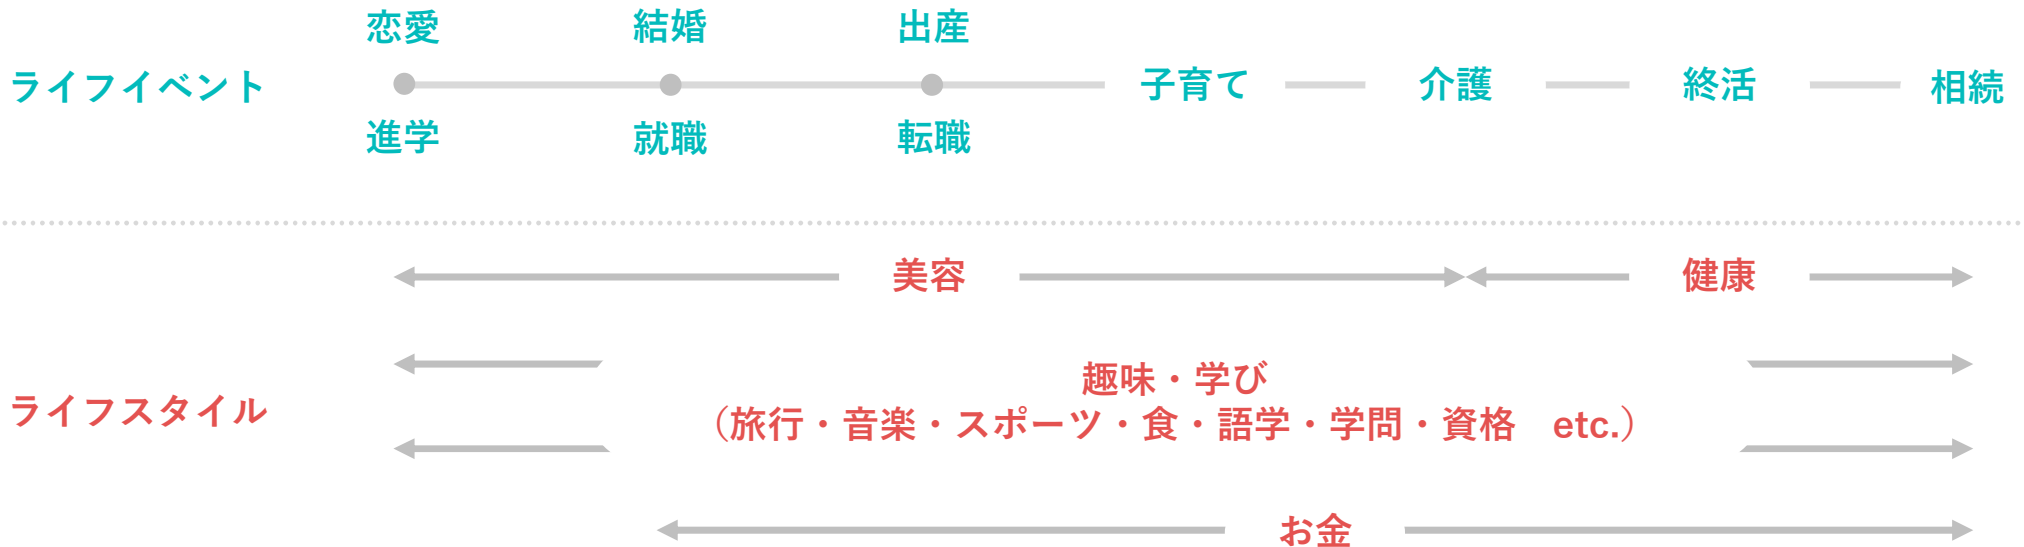 ライフイベント
恋愛
進学
結婚
就職
出産
転職
子育て
介護
終活
相続
ライフスタイル
美容
健康
趣味・学び
（旅行・音楽・スポーツ・食・語学・学問・資格　etc.）
お金